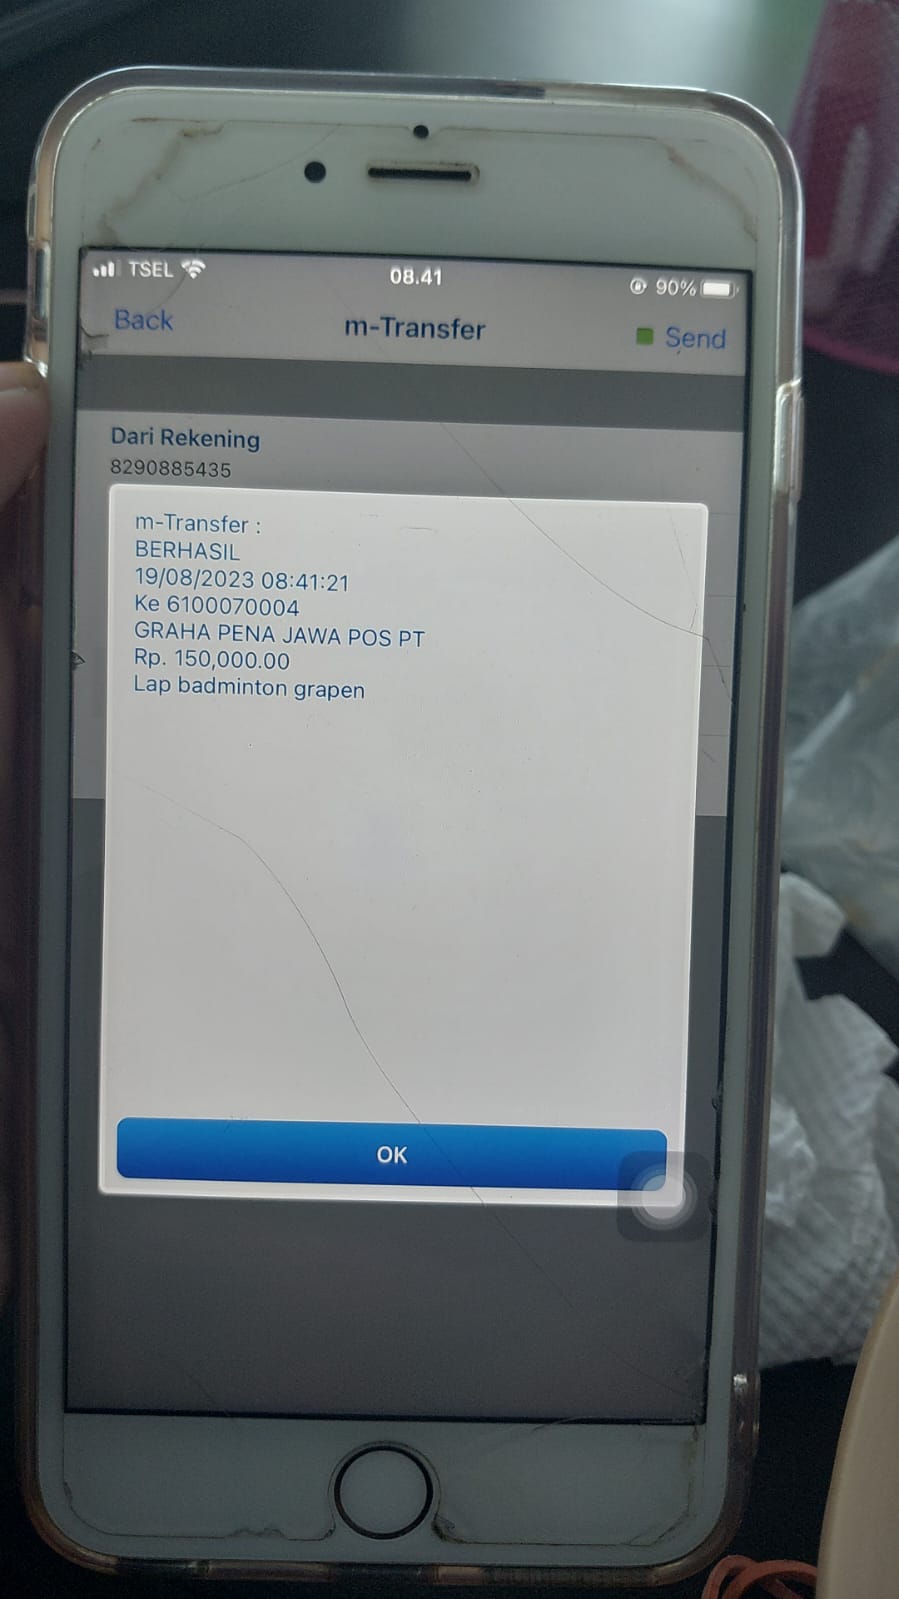 TSEL 08.41 90%
Back m-Transfer Send
Dari Rekening
8290885435
m-Transfer :
BERHASIL
19/08/2023 08:41:21
Ke 6100070004
GRAHA PENA JAWA POS PT
Rp. 150,000.00
Lap badminton grapen
OK